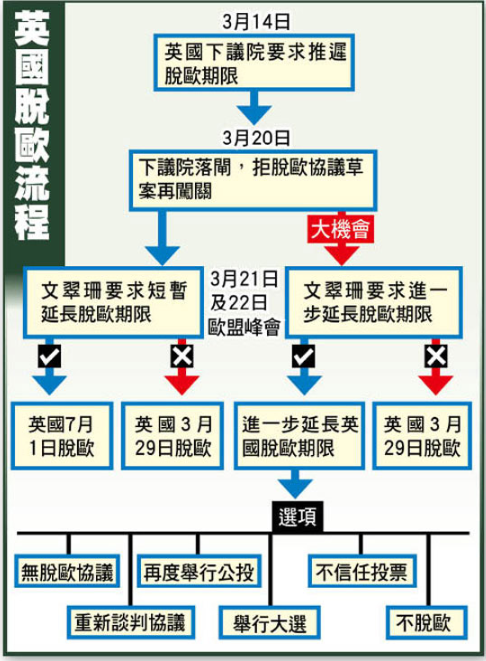 英國脫歐流程
3月14日
英國下議院要求推遲
脫歐期限
3月20日
下議院落閘，拒脫歐協議草
案再闖關
大機會
文翠珊要求短暫
延長脫歐期限
3月21日
及22日
歐盟峰會
文翠珊要求進一
步延長脫歐期限
英國7月
1日脫歐
英國3月
29日脫歐
進一步延長英
國脫歐期限
英國3月
29日脫歐
選項
無脫歐協議
再度舉行公投
不信任投票
重新談判協議
舉行大選
不脫歐